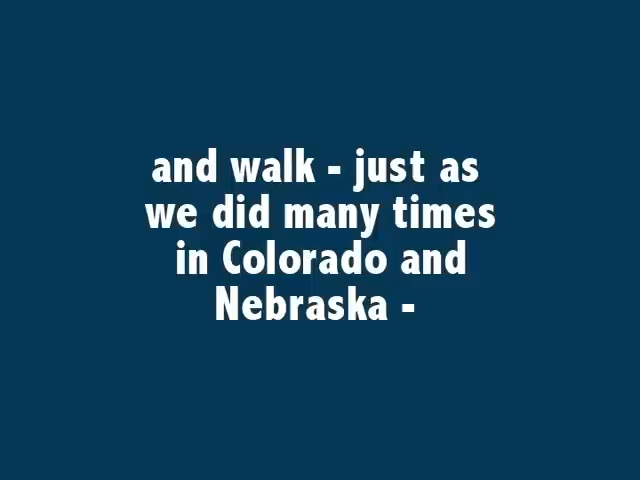 and walk - just as
we did many times
in Colorado and
Nebraska -